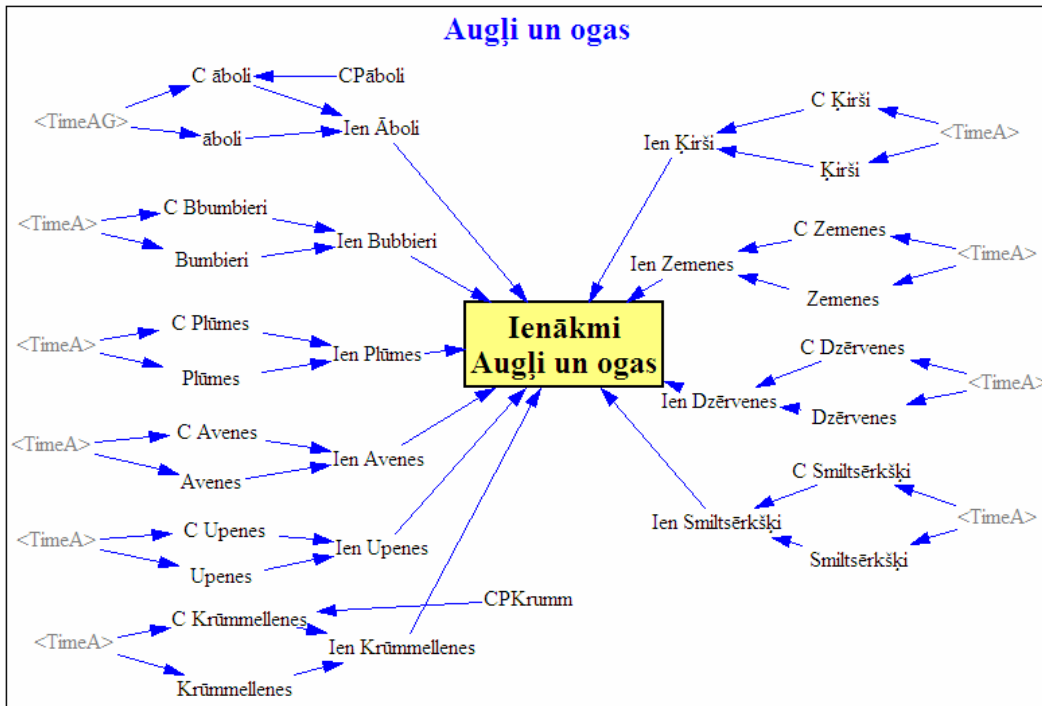 Augļi un ogas
C āboli
CPāboli
<TimeAG>
āboli
Ien Āboli
<TimeA>
C Bbumbieri
Bumbieri
Ien Bubbieri
<TimeA>
C Plūmes
Plūmes
Ien Plūmes
<TimeA>
C Avenes
Avenes
Ien Avenes
<TimeA>
C Upenes
Upenes
Ien Upenes
<TimeA>
C Krūmmellenes
CPKrumm
Krūmmellenes
Ien Krūmmellenes
Ienākmi
Augļi un ogas
C Ķirši
<TimeA>
Ien Ķirši
Ķirši
C Zemenes
<TimeA>
Ien Zemenes
Zemenes
C Dzērvenes
<TimeA>
Ien Dzērvenes
Dzērvenes
C Smiltsērkšķi
<TimeA>
Ien Smiltsērkšķi
Smiltsērkšķi